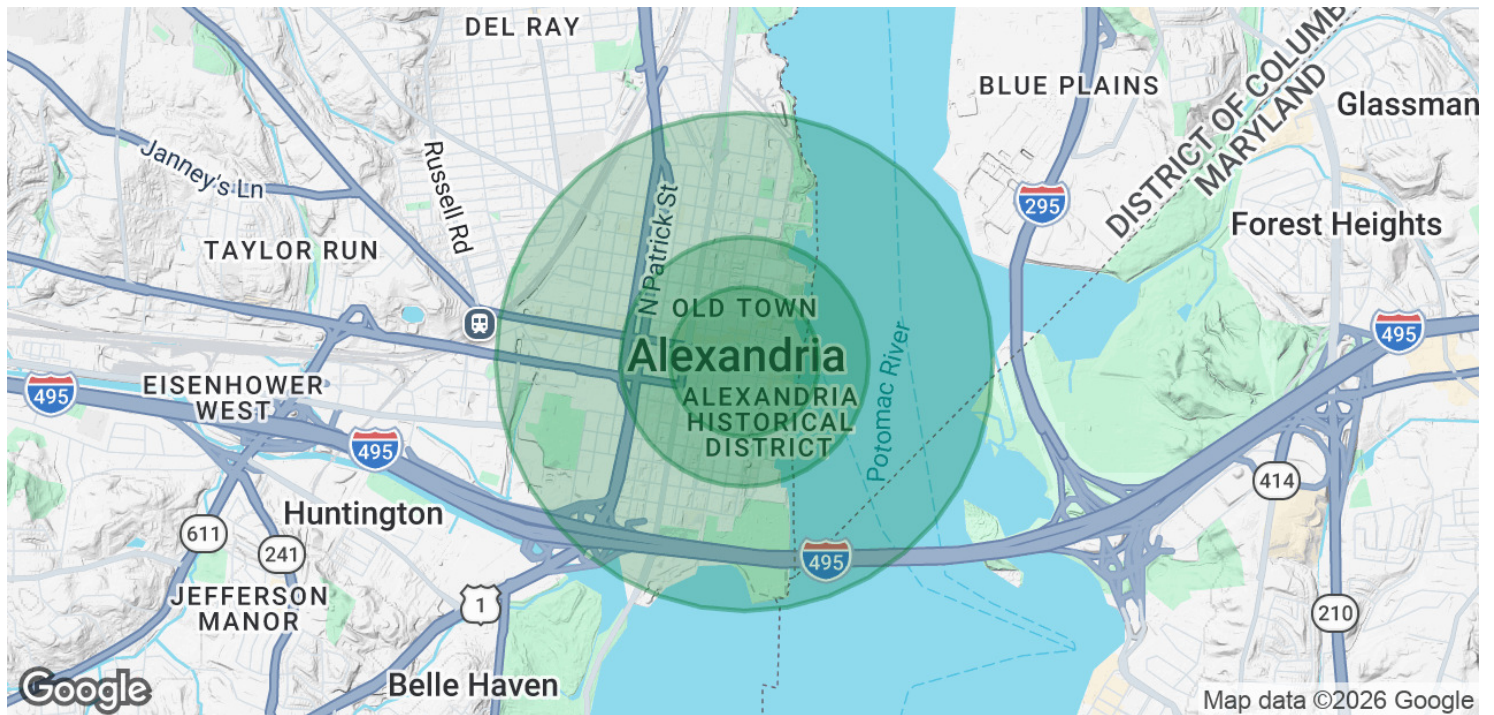 DEL RAY
BLUE PLAINS
DISTRICT OF COLUMB
MARYLAND
Glassman
Janney's Ln
Russell Rd
N Patrick St
295
Forest Heights
TAYLOR RUN
OLD TOWN
495
Alexandria
Potomac River
EISENHOWER
WEST
495
ALEXANDRIA
HISTORICAL
DISTRICT
495
414
Huntington
611
241
495
JEFFERSON
MANOR
1
210
Belle Haven
Google
Map data ©2026 Google